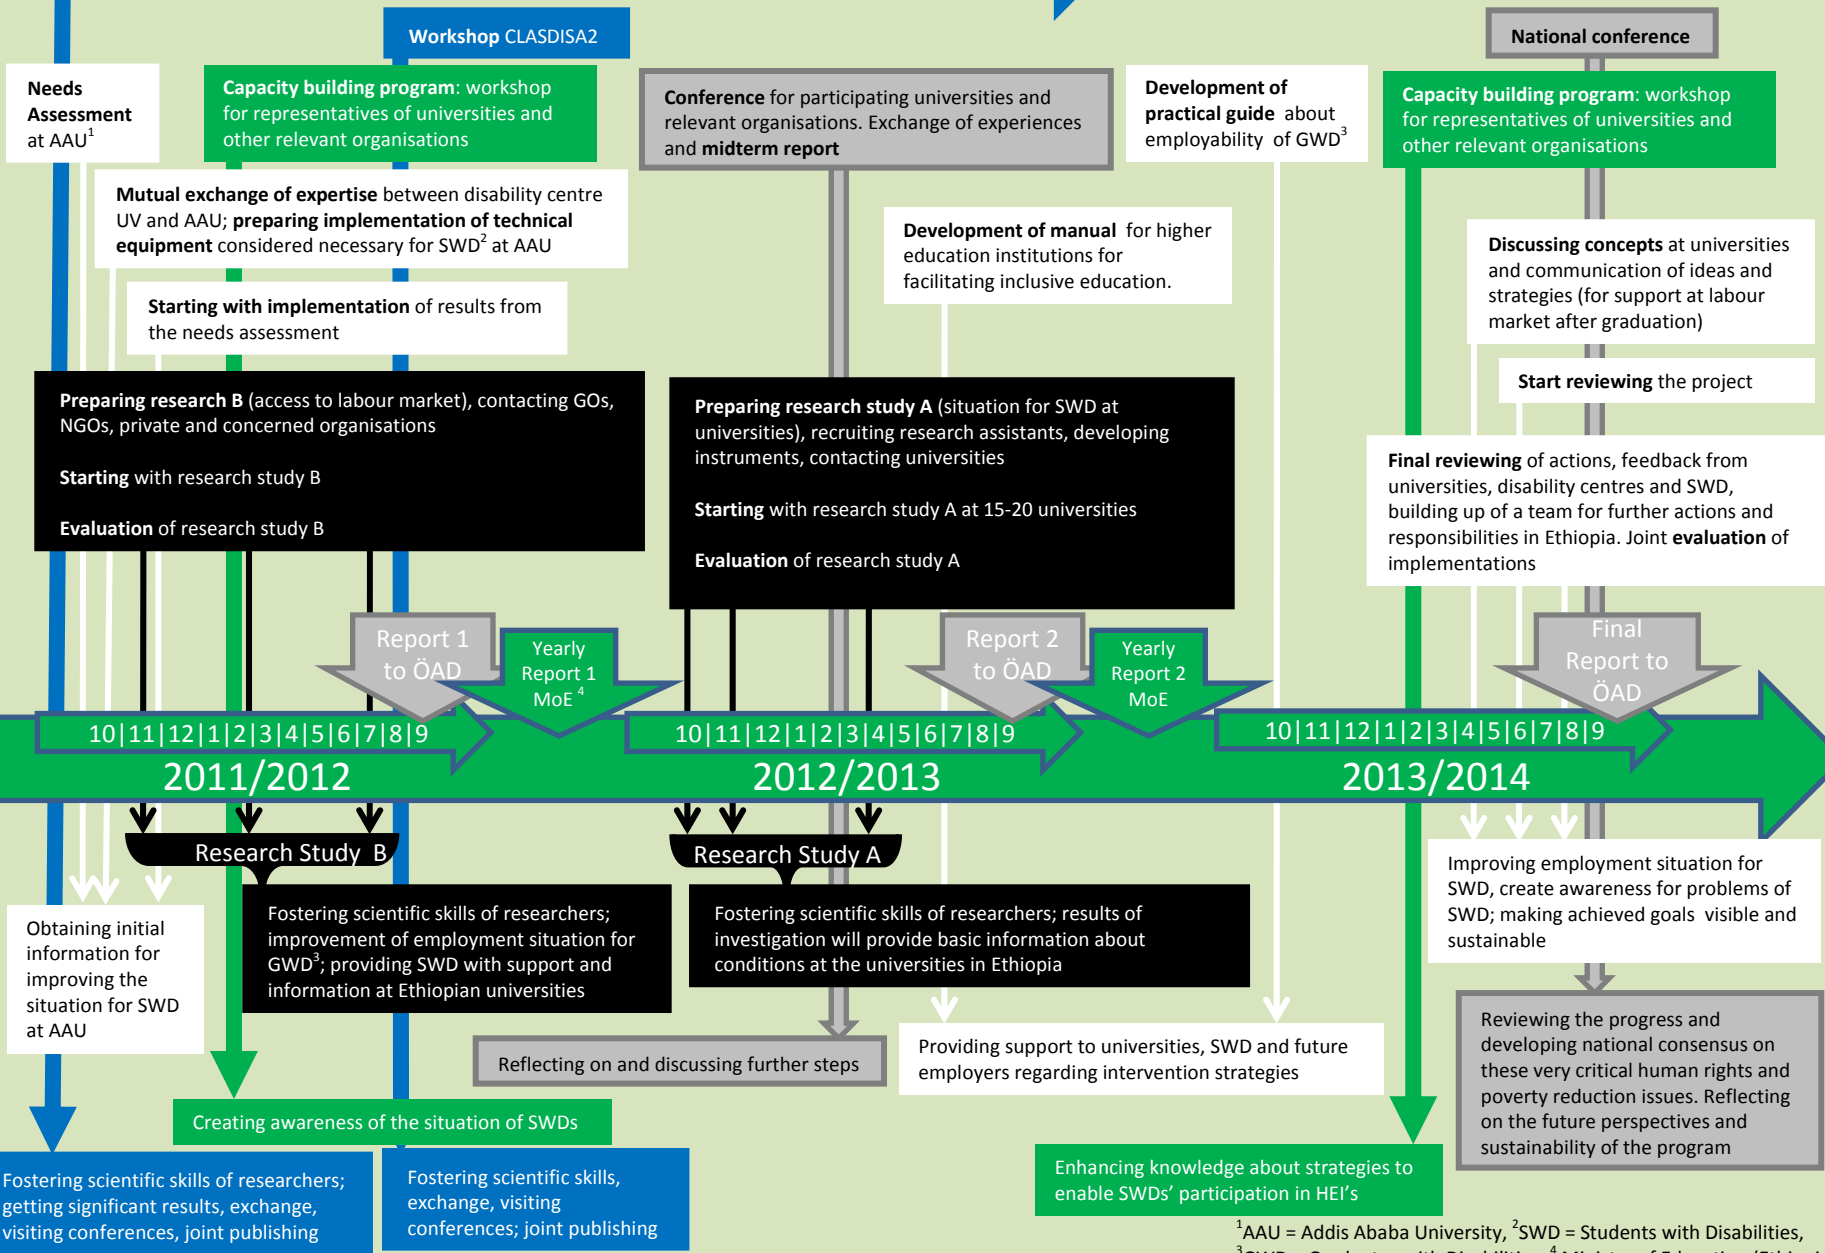 Workshop CLASDISA2
National conference
Needs
Assessment
at AAU1
Capacity building program: workshop
for representatives of universities and
other relevant organisations
Conference for participating universities and
relevant organisations. Exchange of experiences
and midterm report
Development of
practical guide about
employability of GWD3
Capacity building program: workshop
for representatives of universities and
other relevant organisations
Mutual exchange of expertise between disability centre
UV and AAU; preparing implementation of technical
equipment considered necessary for SWD2 at AAU
Development of manual for higher
education institutions for
facilitating inclusive education.
Discussing concepts at universities
and communication of ideas and
strategies (for support at labour
market after graduation)
Starting with implementation of results from
the needs assessment
Start reviewing the project
Preparing research B (access to labour market), contacting GOs,
NGOs, private and concerned organisations
Starting with research study B
Evaluation of research study B
Preparing research study A (situation for SWD at
universities), recruiting research assistants, developing
instruments, contacting universities
Starting with research study A at 15-20 universities
Evaluation of research study A
Final reviewing of actions, feedback from
universities, disability centres and SWD,
building up of a team for further actions and
responsibilities in Ethiopia. Joint evaluation of
implementations
Report 1
to ÖAD
Yearly
Report 1
MoE 4
Report 2
to ÖAD
Yearly
Report 2
MoE
Final
Report to
ÖAD
10|11|12|1|2|3|4|5|6|7|8|9
2011/2012
10|11|12|1|2|3|4|5|6|7|8|9
2012/2013
10|11|12|1|2|3|4|5|6|7|8|9
2013/2014
Research Study B
Research Study A
Obtaining initial
information for
improving the
situation for SWD
at AAU
Fostering scientific skills of researchers;
improvement of employment situation for
GWD3; providing SWD with support and
information at Ethiopian universities
Fostering scientific skills of researchers; results of
investigation will provide basic information about
conditions at the universities in Ethiopia
Improving employment situation for
SWD, create awareness for problems of
SWD; making achieved goals visible and
sustainable
Reflecting on and discussing further steps
Providing support to universities, SWD and future
employers regarding intervention strategies
Reviewing the progress and
developing national consensus on
these very critical human rights and
poverty reduction issues. Reflecting
on the future perspectives and
sustainability of the program
Creating awareness of the situation of SWDs
Fostering scientific skills of researchers;
getting significant results, exchange,
visiting conferences, joint publishing
Fostering scientific skills,
exchange, visiting
conferences; joint publishing
Enhancing knowledge about strategies to
enable SWDs' participation in HEI's
1AAU = Addis Ababa University, 2SWD = Students with Disabilities,